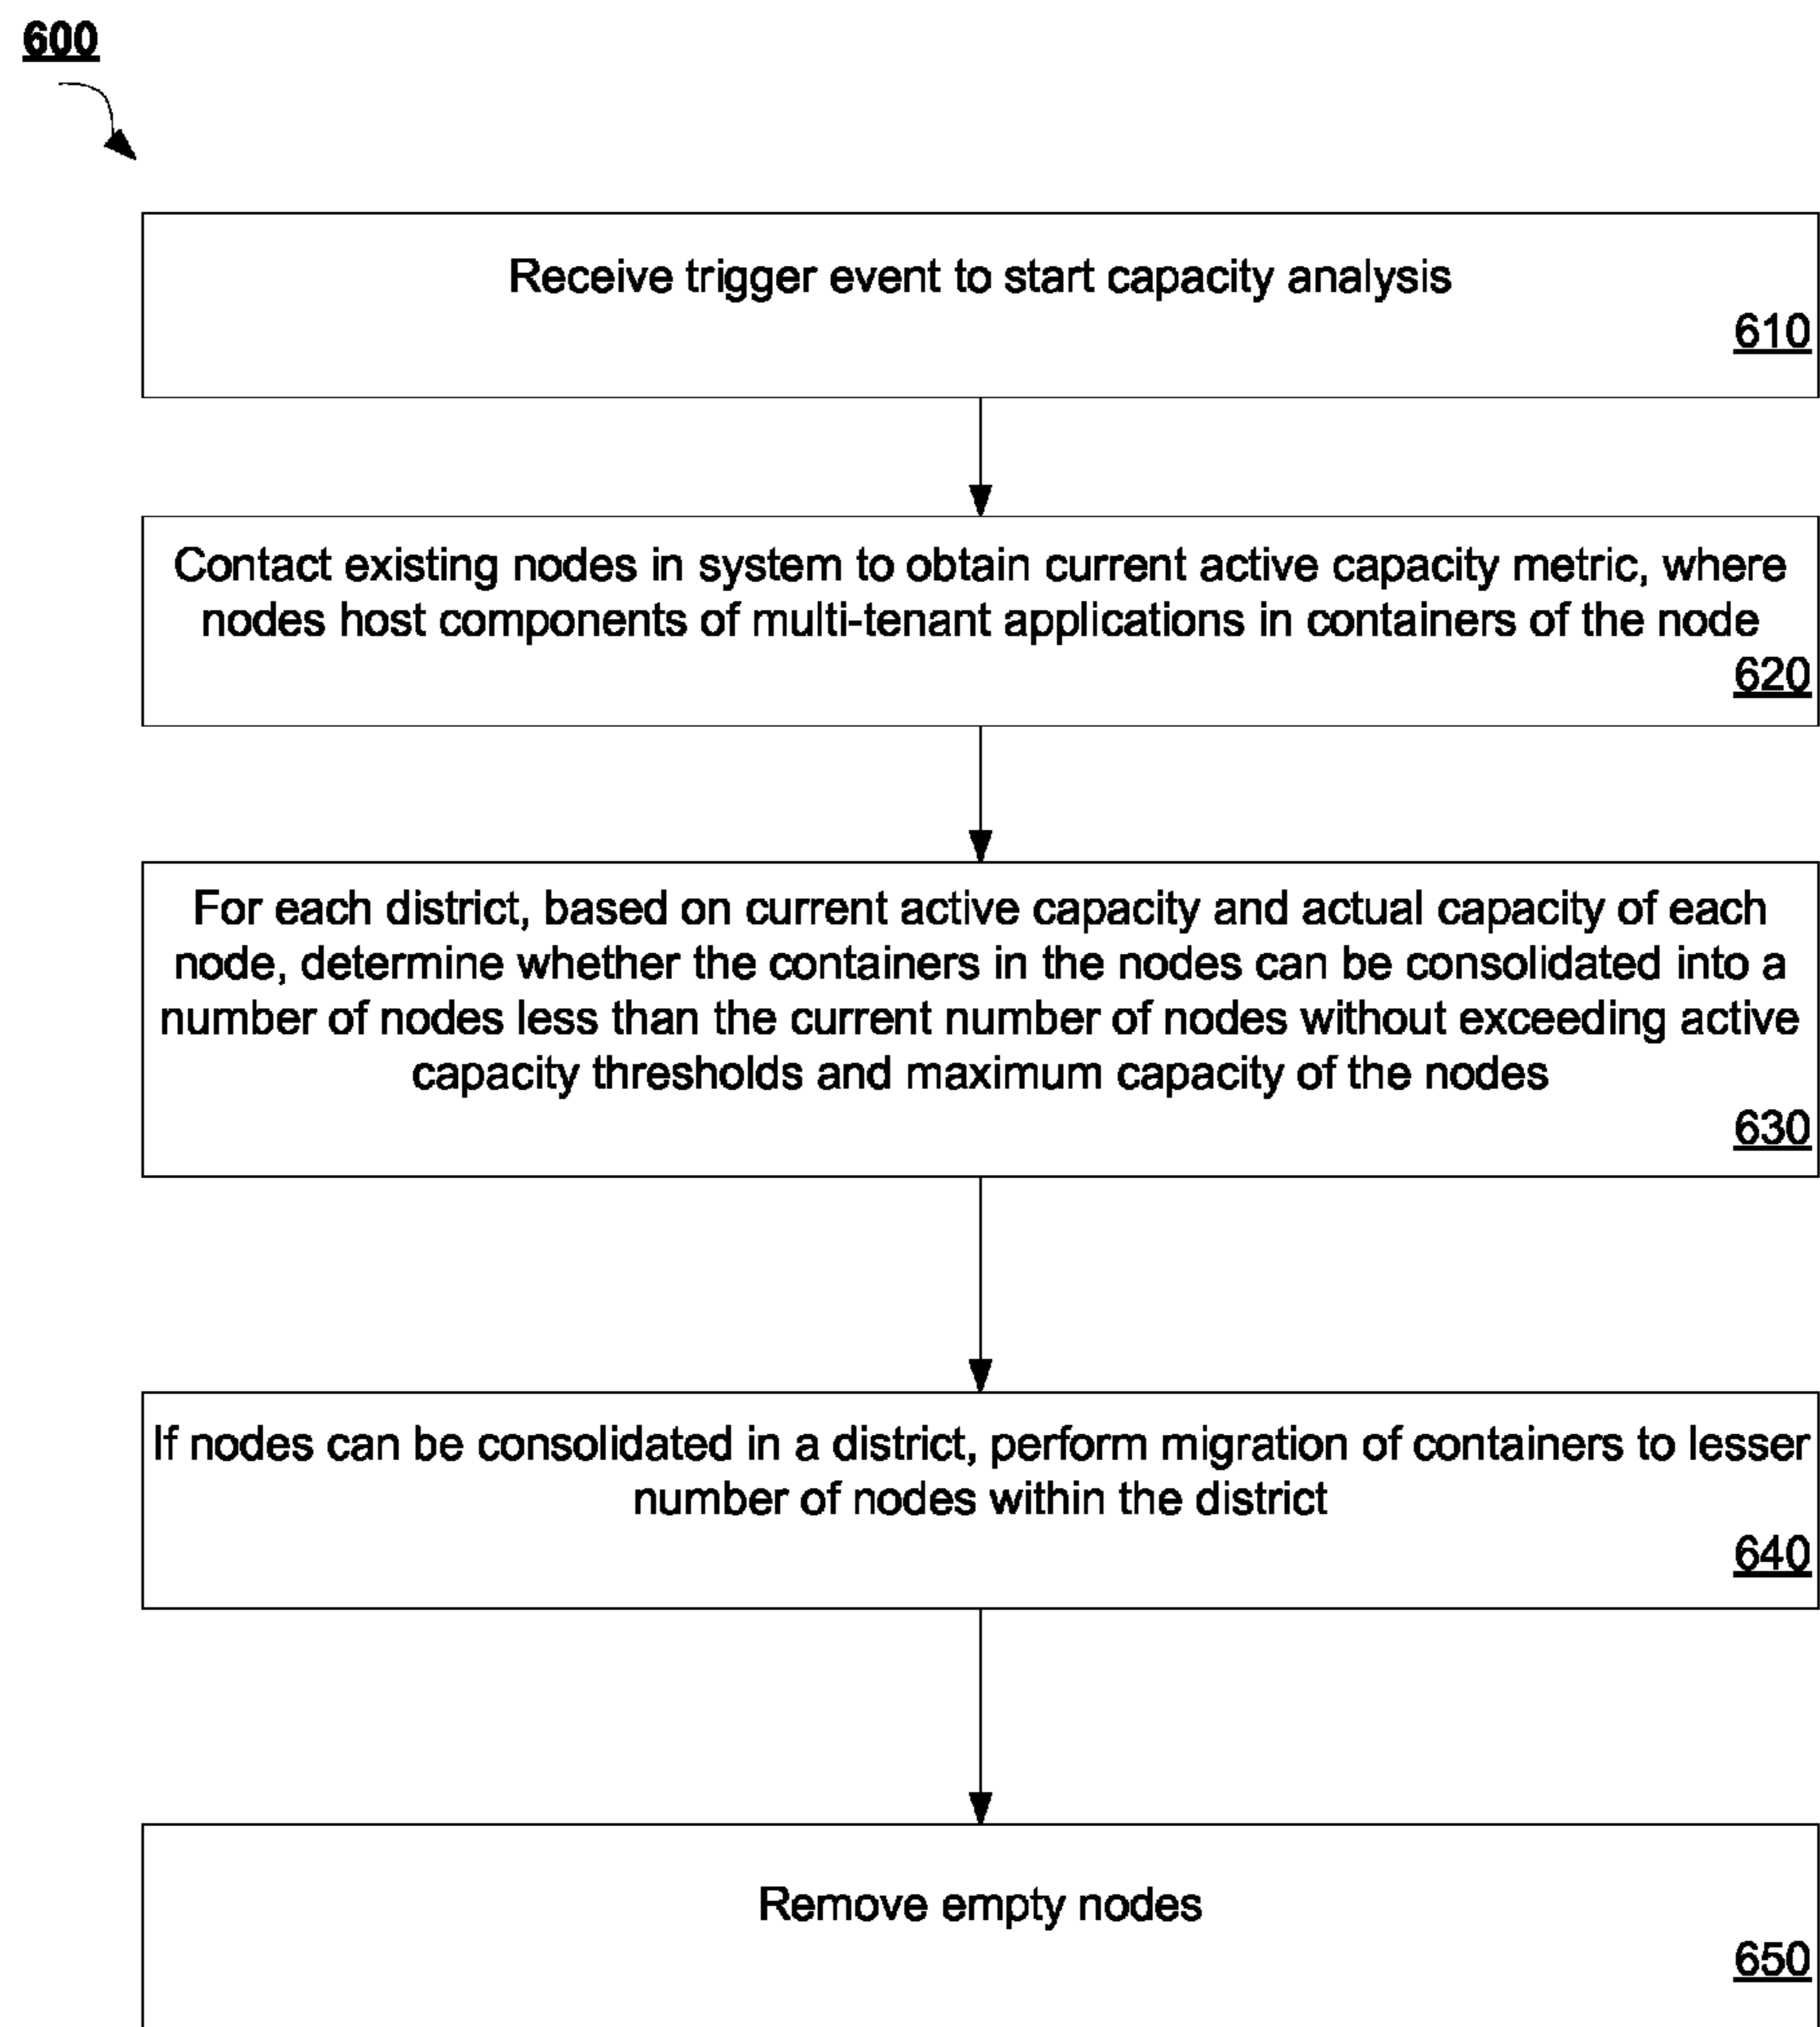 600
Receive trigger event to start capacity analysis
610
Contact existing nodes in system to obtain current active capacity metric, where
nodes host components of multi-tenant applications in containers of the node
620
For each district, based on current active capacity and actual capacity of each
node, determine whether the containers in the nodes can be consolidated into a
number of nodes less than the current number of nodes without exceeding active
capacity thresholds and maximum capacity of the nodes
630
If nodes can be consolidated in a district, perform migration of containers to lesser
number of nodes within the district
640
Remove empty nodes
650